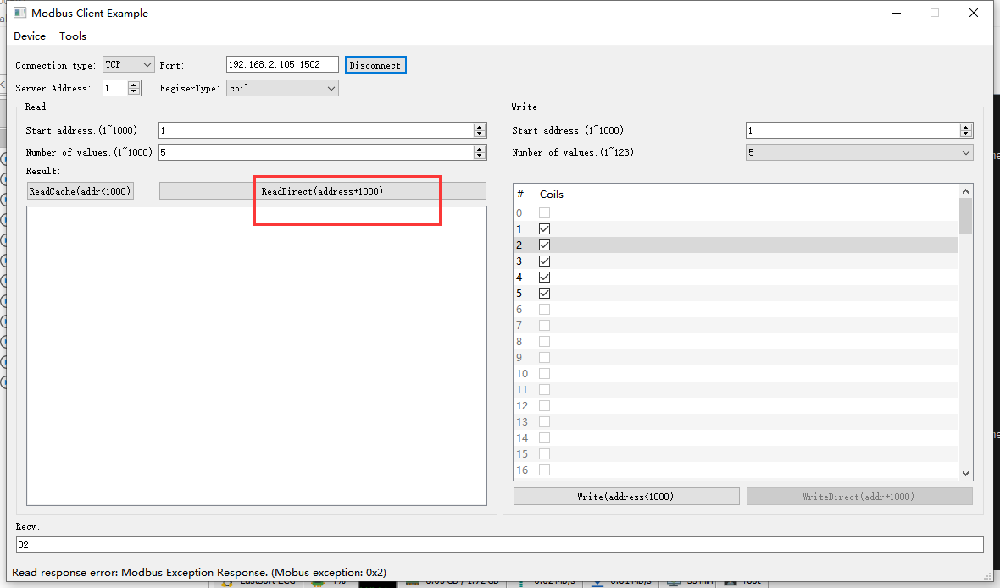 Modbus Client Example
Device Tools
Connection type: TCP Port: 192.168.2.105:1502 Disconnect
Server Address: 1 RegiserType: coil
Read
Start address:(1~1000) 1
Number of values:(1~1000) 5
Result:
ReadCache(addr<1000) ReadDirect(address+1000)
Write
Start address:(1~1000) 1
Number of values:(1~123) 5
# Coils
0
1
2
3
4
5
6
7
8
9
10
11
12
13
14
15
16
Write(address<1000) WriteDirect(addr+1000)
Recv:
02
Read response error: Modbus Exception Response. (Mobus exception: 0x2)